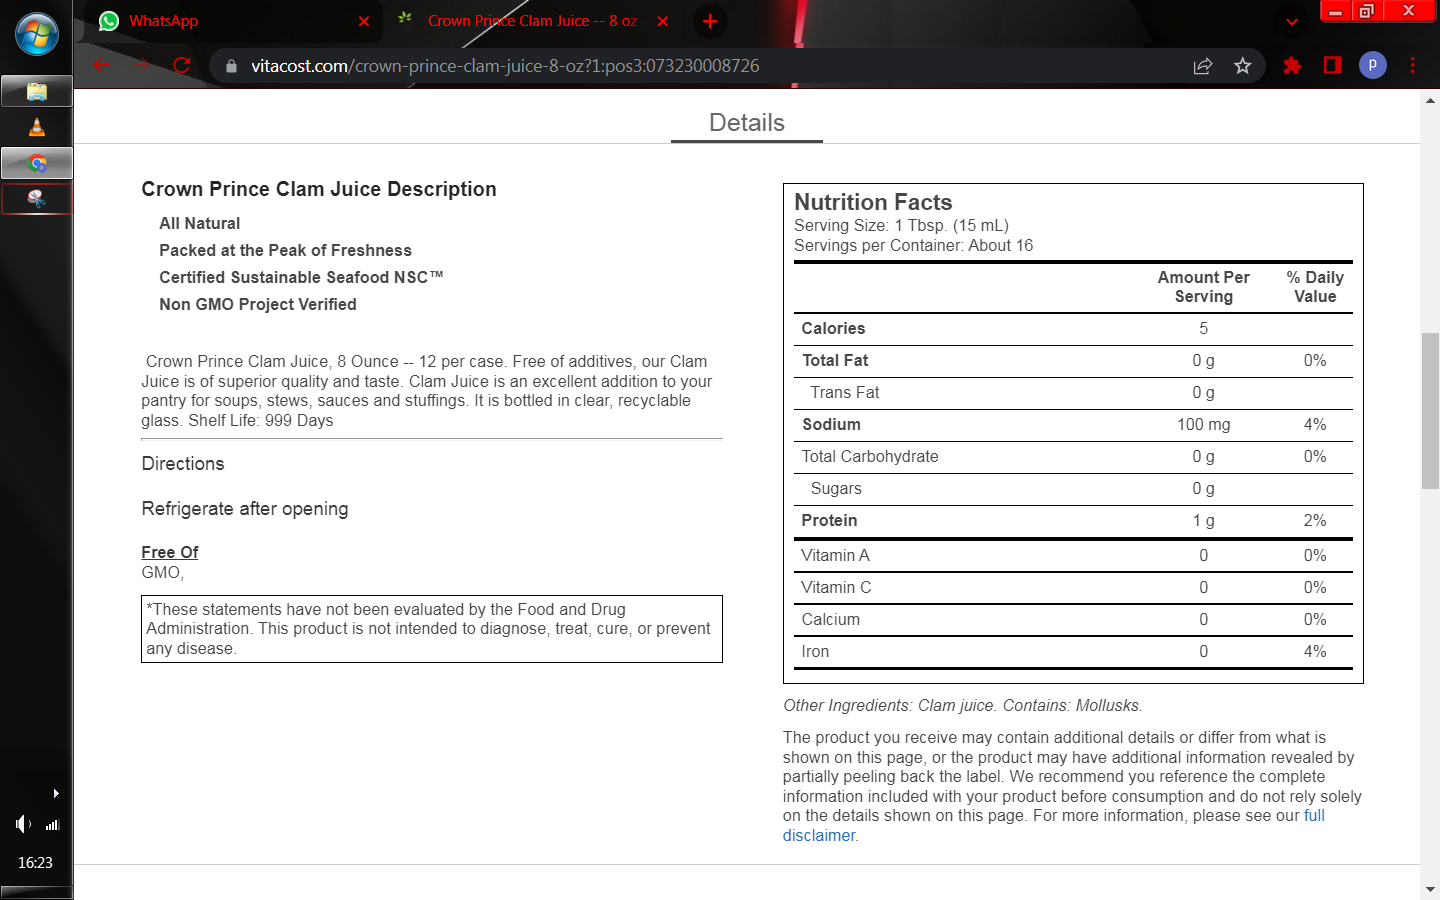 WhatsApp
Crown Prince Clam Juice -- 8 oz
vitacost.com/crown-prince-clam-juice-8-oz?1:pos3:073230008726
p
Details
Crown Prince Clam Juice Description
All Natural
Packed at the Peak of Freshness
Certified Sustainable Seafood NSC™
Non GMO Project Verified
Crown Prince Clam Juice, 8 Ounce -- 12 per case. Free of additives, our Clam
Juice is of superior quality and taste. Clam Juice is an excellent addition to your
pantry for soups, stews, sauces and stuffings. It is bottled in clear, recyclable
glass. Shelf Life: 999 Days
Directions
Refrigerate after opening
Free Of
GMO,
*These statements have not been evaluated by the Food and Drug
Administration. This product is not intended to diagnose, treat, cure, or prevent
any disease.
Nutrition Facts
Serving Size: 1 Tbsp. (15 mL)
Servings per Container: About 16
Amount Per Serving % Daily Value
Calories 5
Total Fat 0 g 0%
Trans Fat 0 g
Sodium 100 mg 4%
Total Carbohydrate 0 g 0%
Sugars 0 g
Protein 1 g 2%
Vitamin A 0 0%
Vitamin C 0 0%
Calcium 0 0%
Iron 0 4%
Other Ingredients: Clam juice. Contains: Mollusks.
The product you receive may contain additional details or differ from what is
shown on this page, or the product may have additional information revealed by
partially peeling back the label. We recommend you reference the complete
information included with your product before consumption and do not rely solely
on the details shown on this page. For more information, please see our full
disclaimer.
16:23